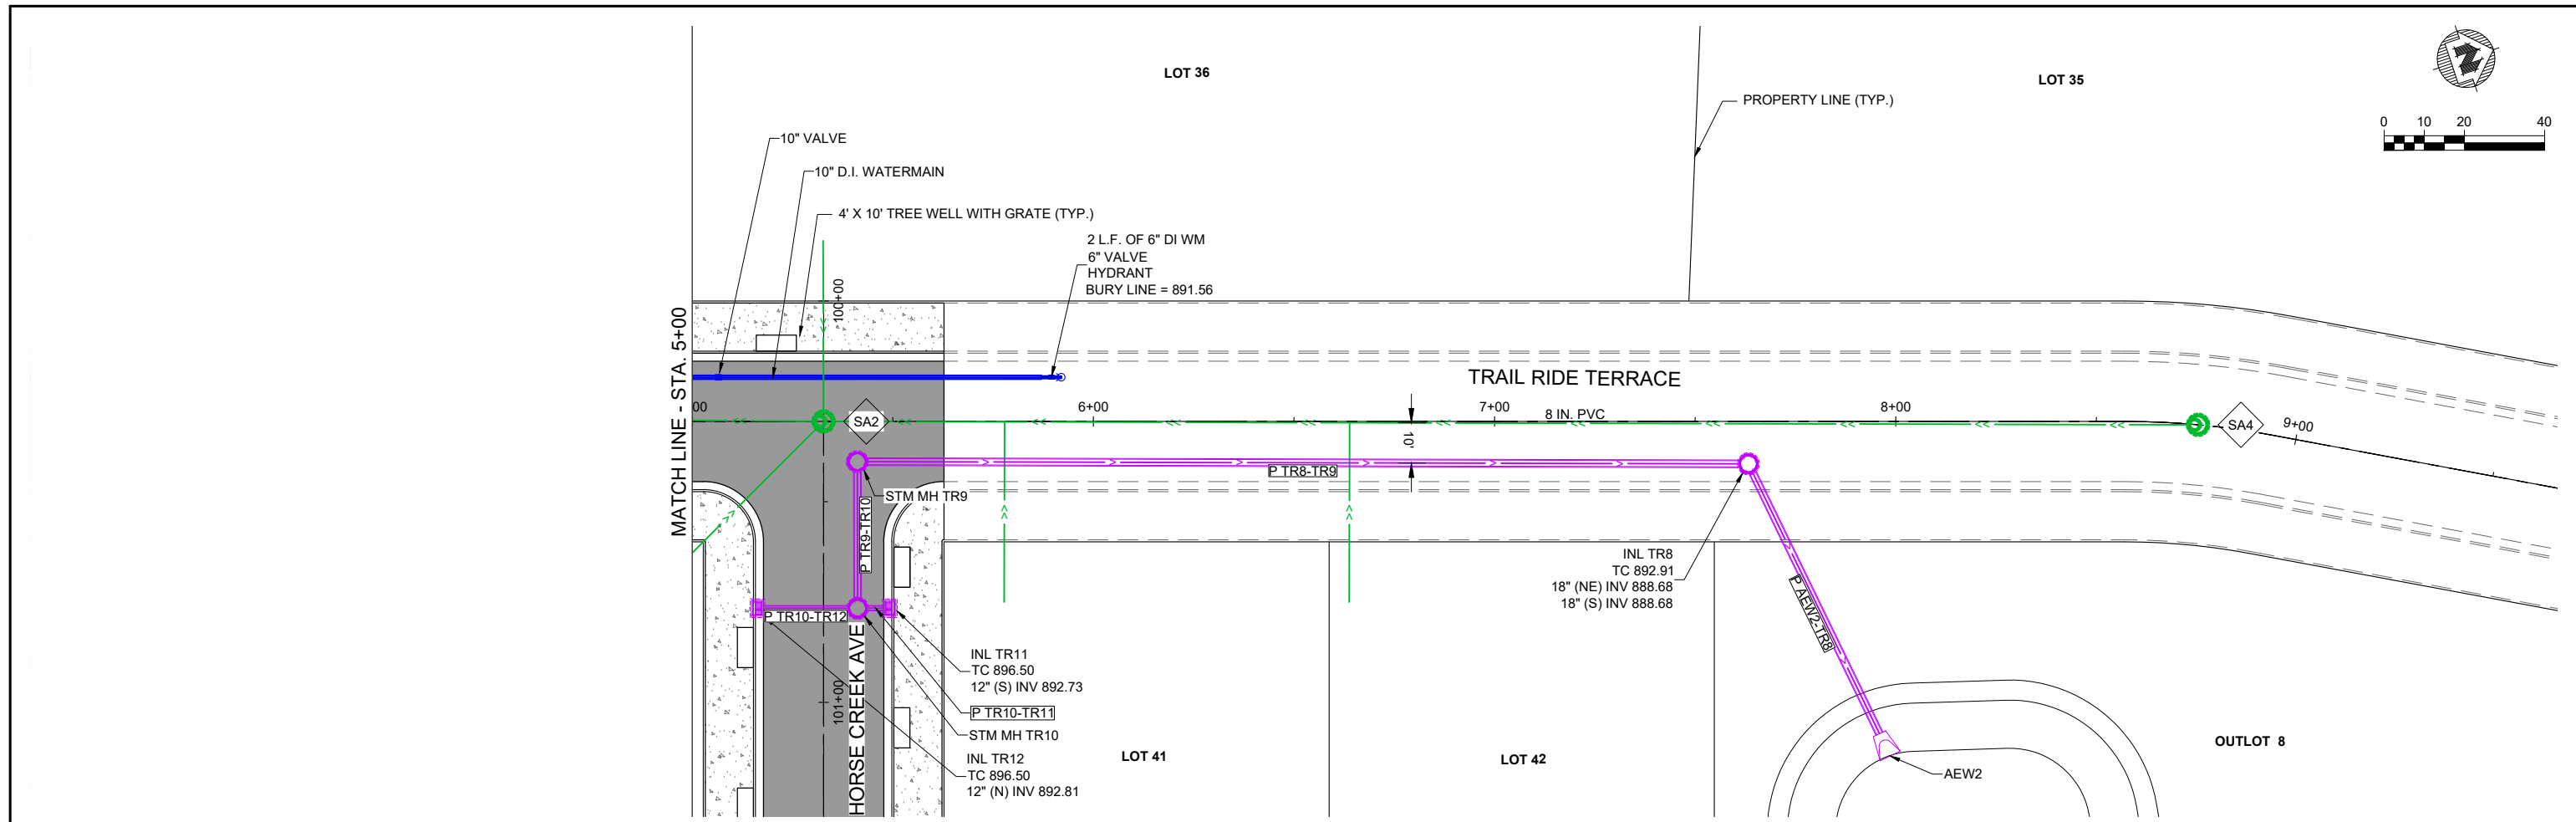 LOT 36
LOT 35
N
PROPERTY LINE (TYP.)
0 10 20 40
10" VALVE
10" D.I. WATERMAIN
4' X 10' TREE WELL WITH GRATE (TYP.)
2 L.F. OF 6" DI WM
6" VALVE
HYDRANT
BURY LINE = 891.56
100+00
MATCH LINE - STA. 5+00
TRAIL RIDE TERRACE
00
6+00
7+00
8+00
9+00
8 IN. PVC
SA2
SA4
10'
P TR8-TR9
STM MH TR9
P TR9-TR10
INL TR8
TC 892.91
18" (NE) INV 888.68
18" (S) INV 888.68
P AEW2-TR8
P TR10-TR12
INL TR11
TC 896.50
12" (S) INV 892.73
P TR10-TR11
STM MH TR10
INL TR12
TC 896.50
12" (N) INV 892.81
101+00
HORSE CREEK AVE
LOT 41
LOT 42
OUTLOT 8
AEW2